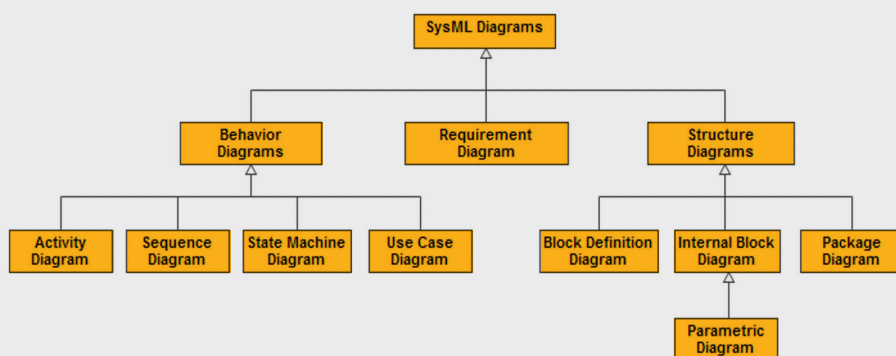 SysML Diagrams
Behavior
Diagrams
Requirement
Diagram
Structure
Diagrams
Activity
Diagram
Sequence
Diagram
State Machine
Diagram
Use Case
Diagram
Block Definition
Diagram
Internal Block
Diagram
Package
Diagram
Parametric
Diagram